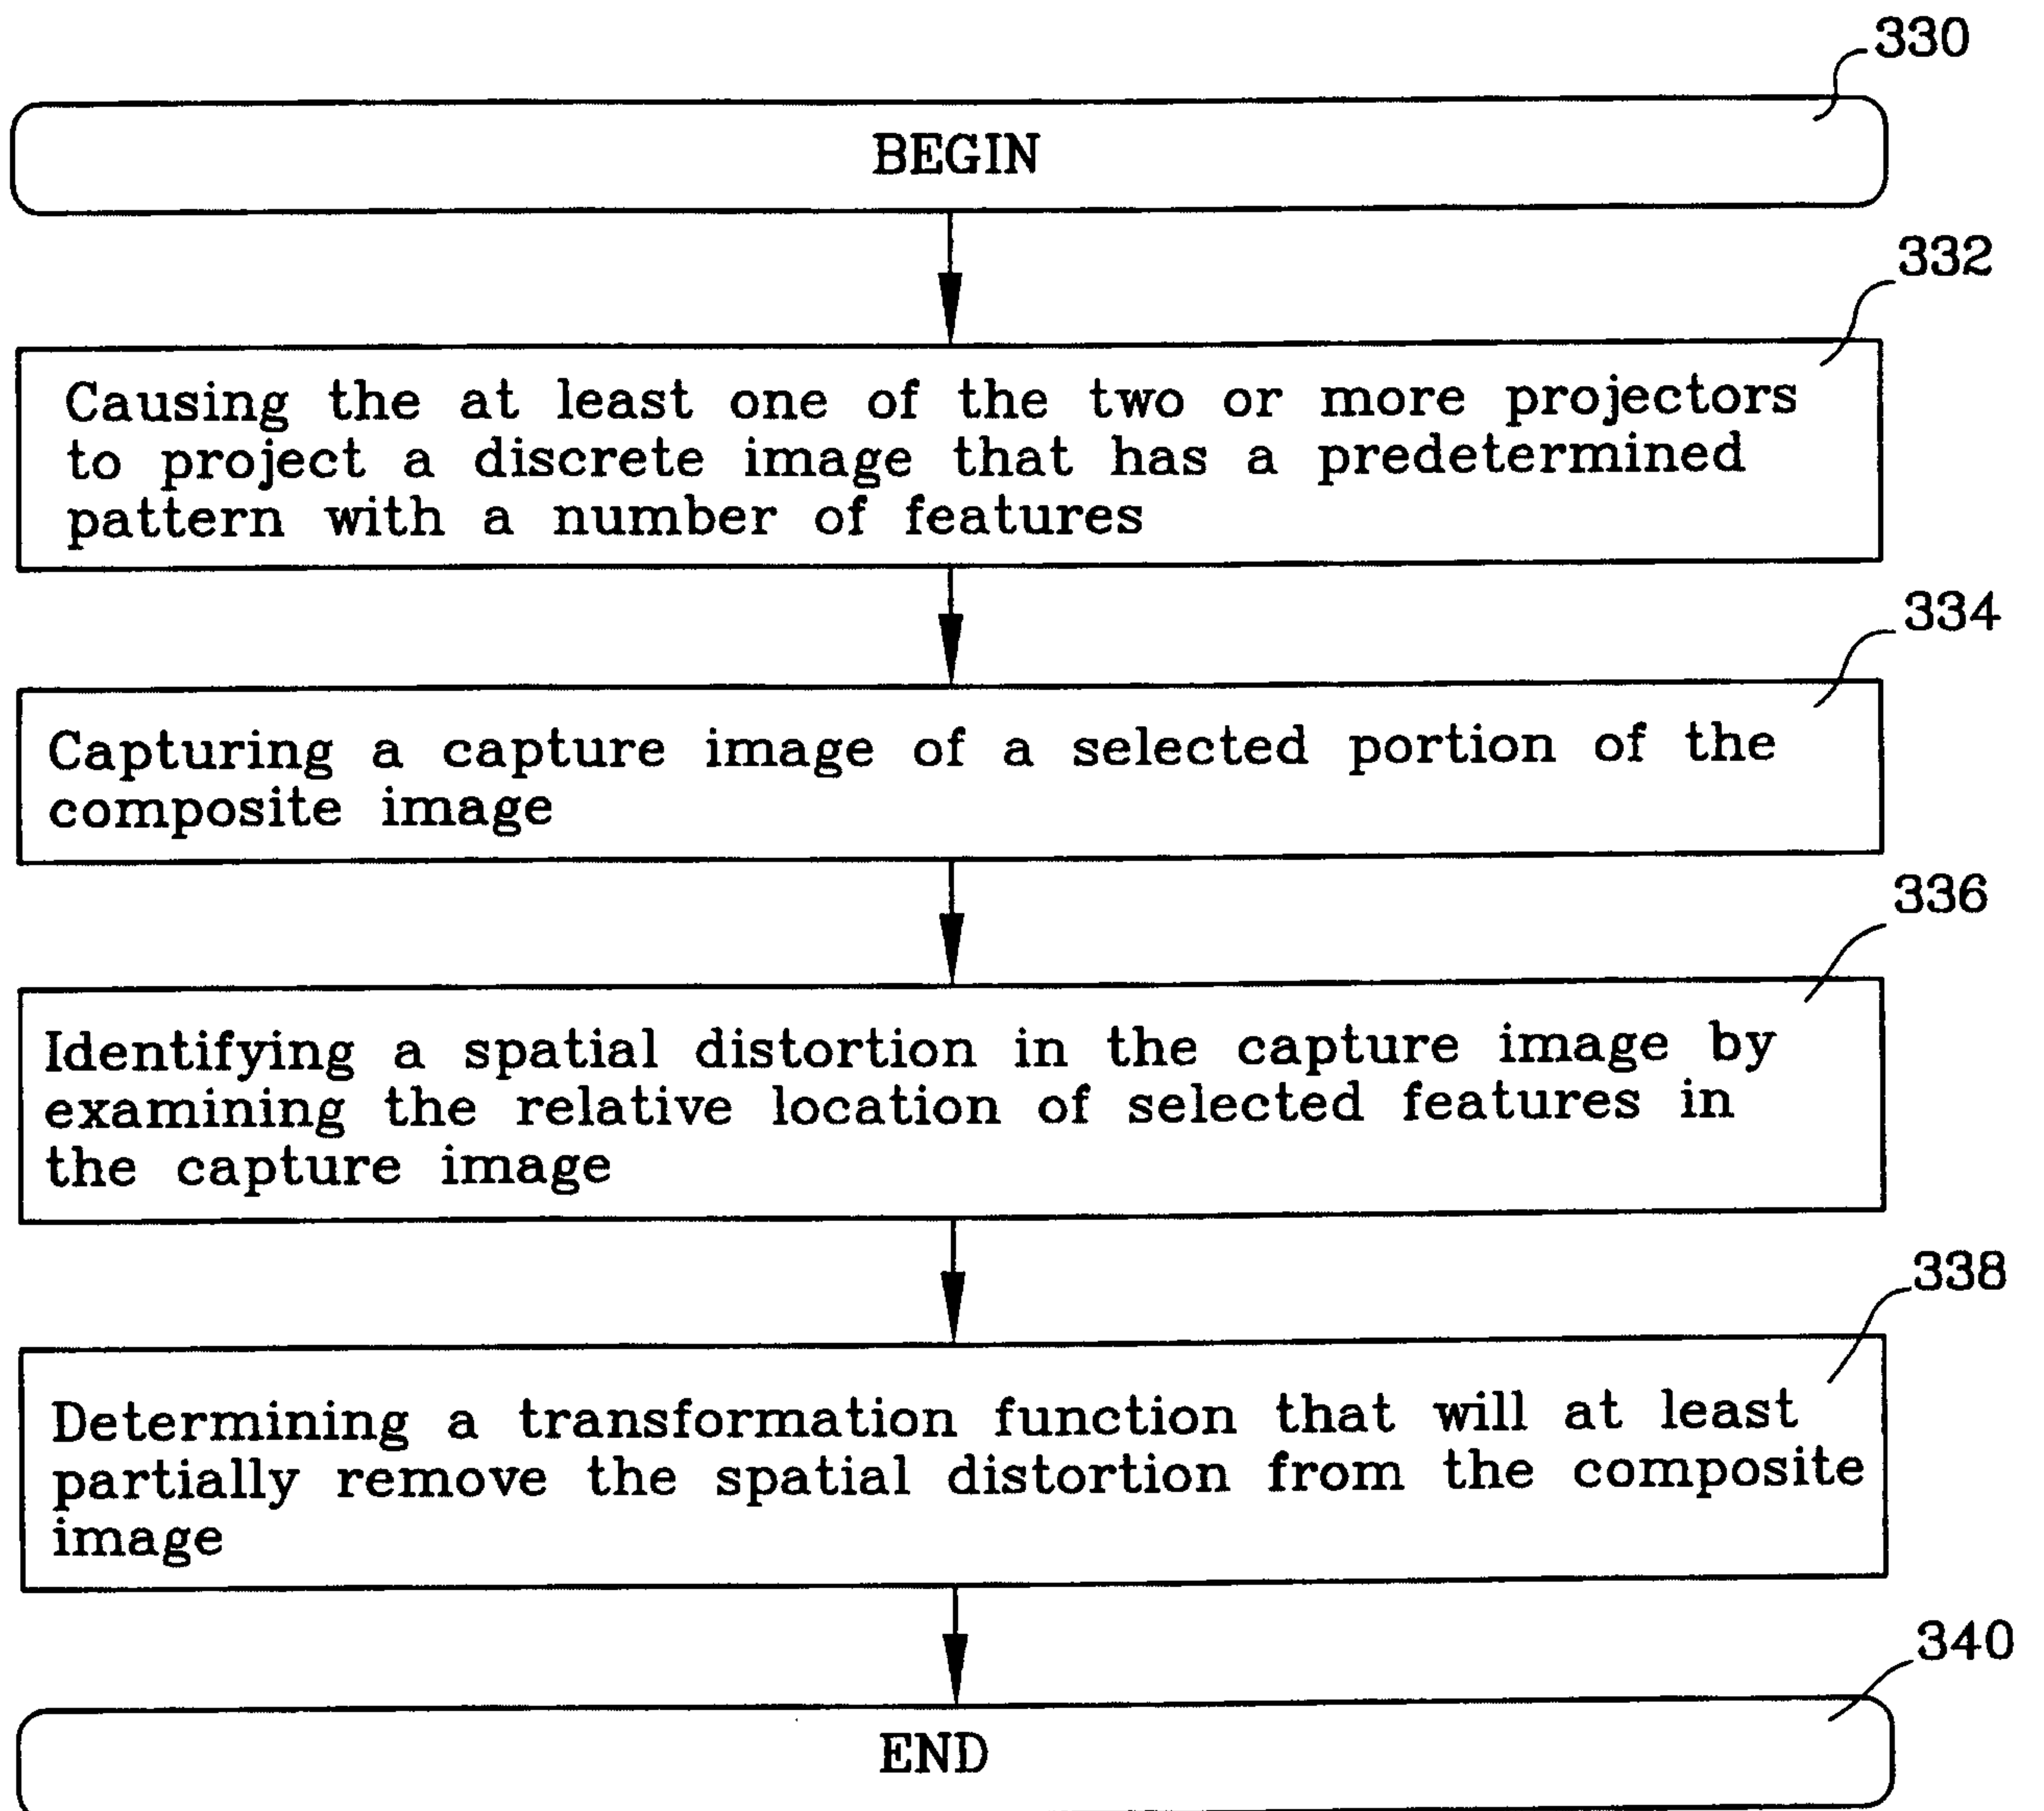 330
BEGIN
332
Causing the at least one of the two or more projectors
to project a discrete image that has a predetermined
pattern with a number of features
334
Capturing a capture image of a selected portion of the
composite image
336
Identifying a spatial distortion in the capture image by
examining the relative location of selected features in
the capture image
338
Determining a transformation function that will at least
partially remove the spatial distortion from the composite
image
340
END